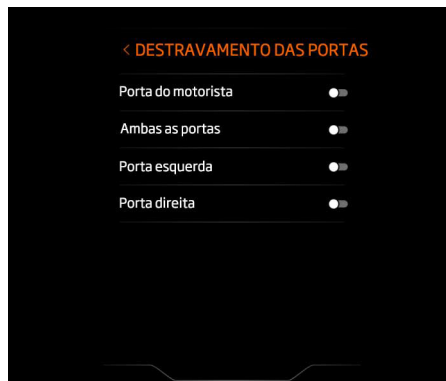 < DESTRAVAMENTO DAS PORTAS
Porta do motorista
Ambas as portas
Porta esquerda
Porta direita